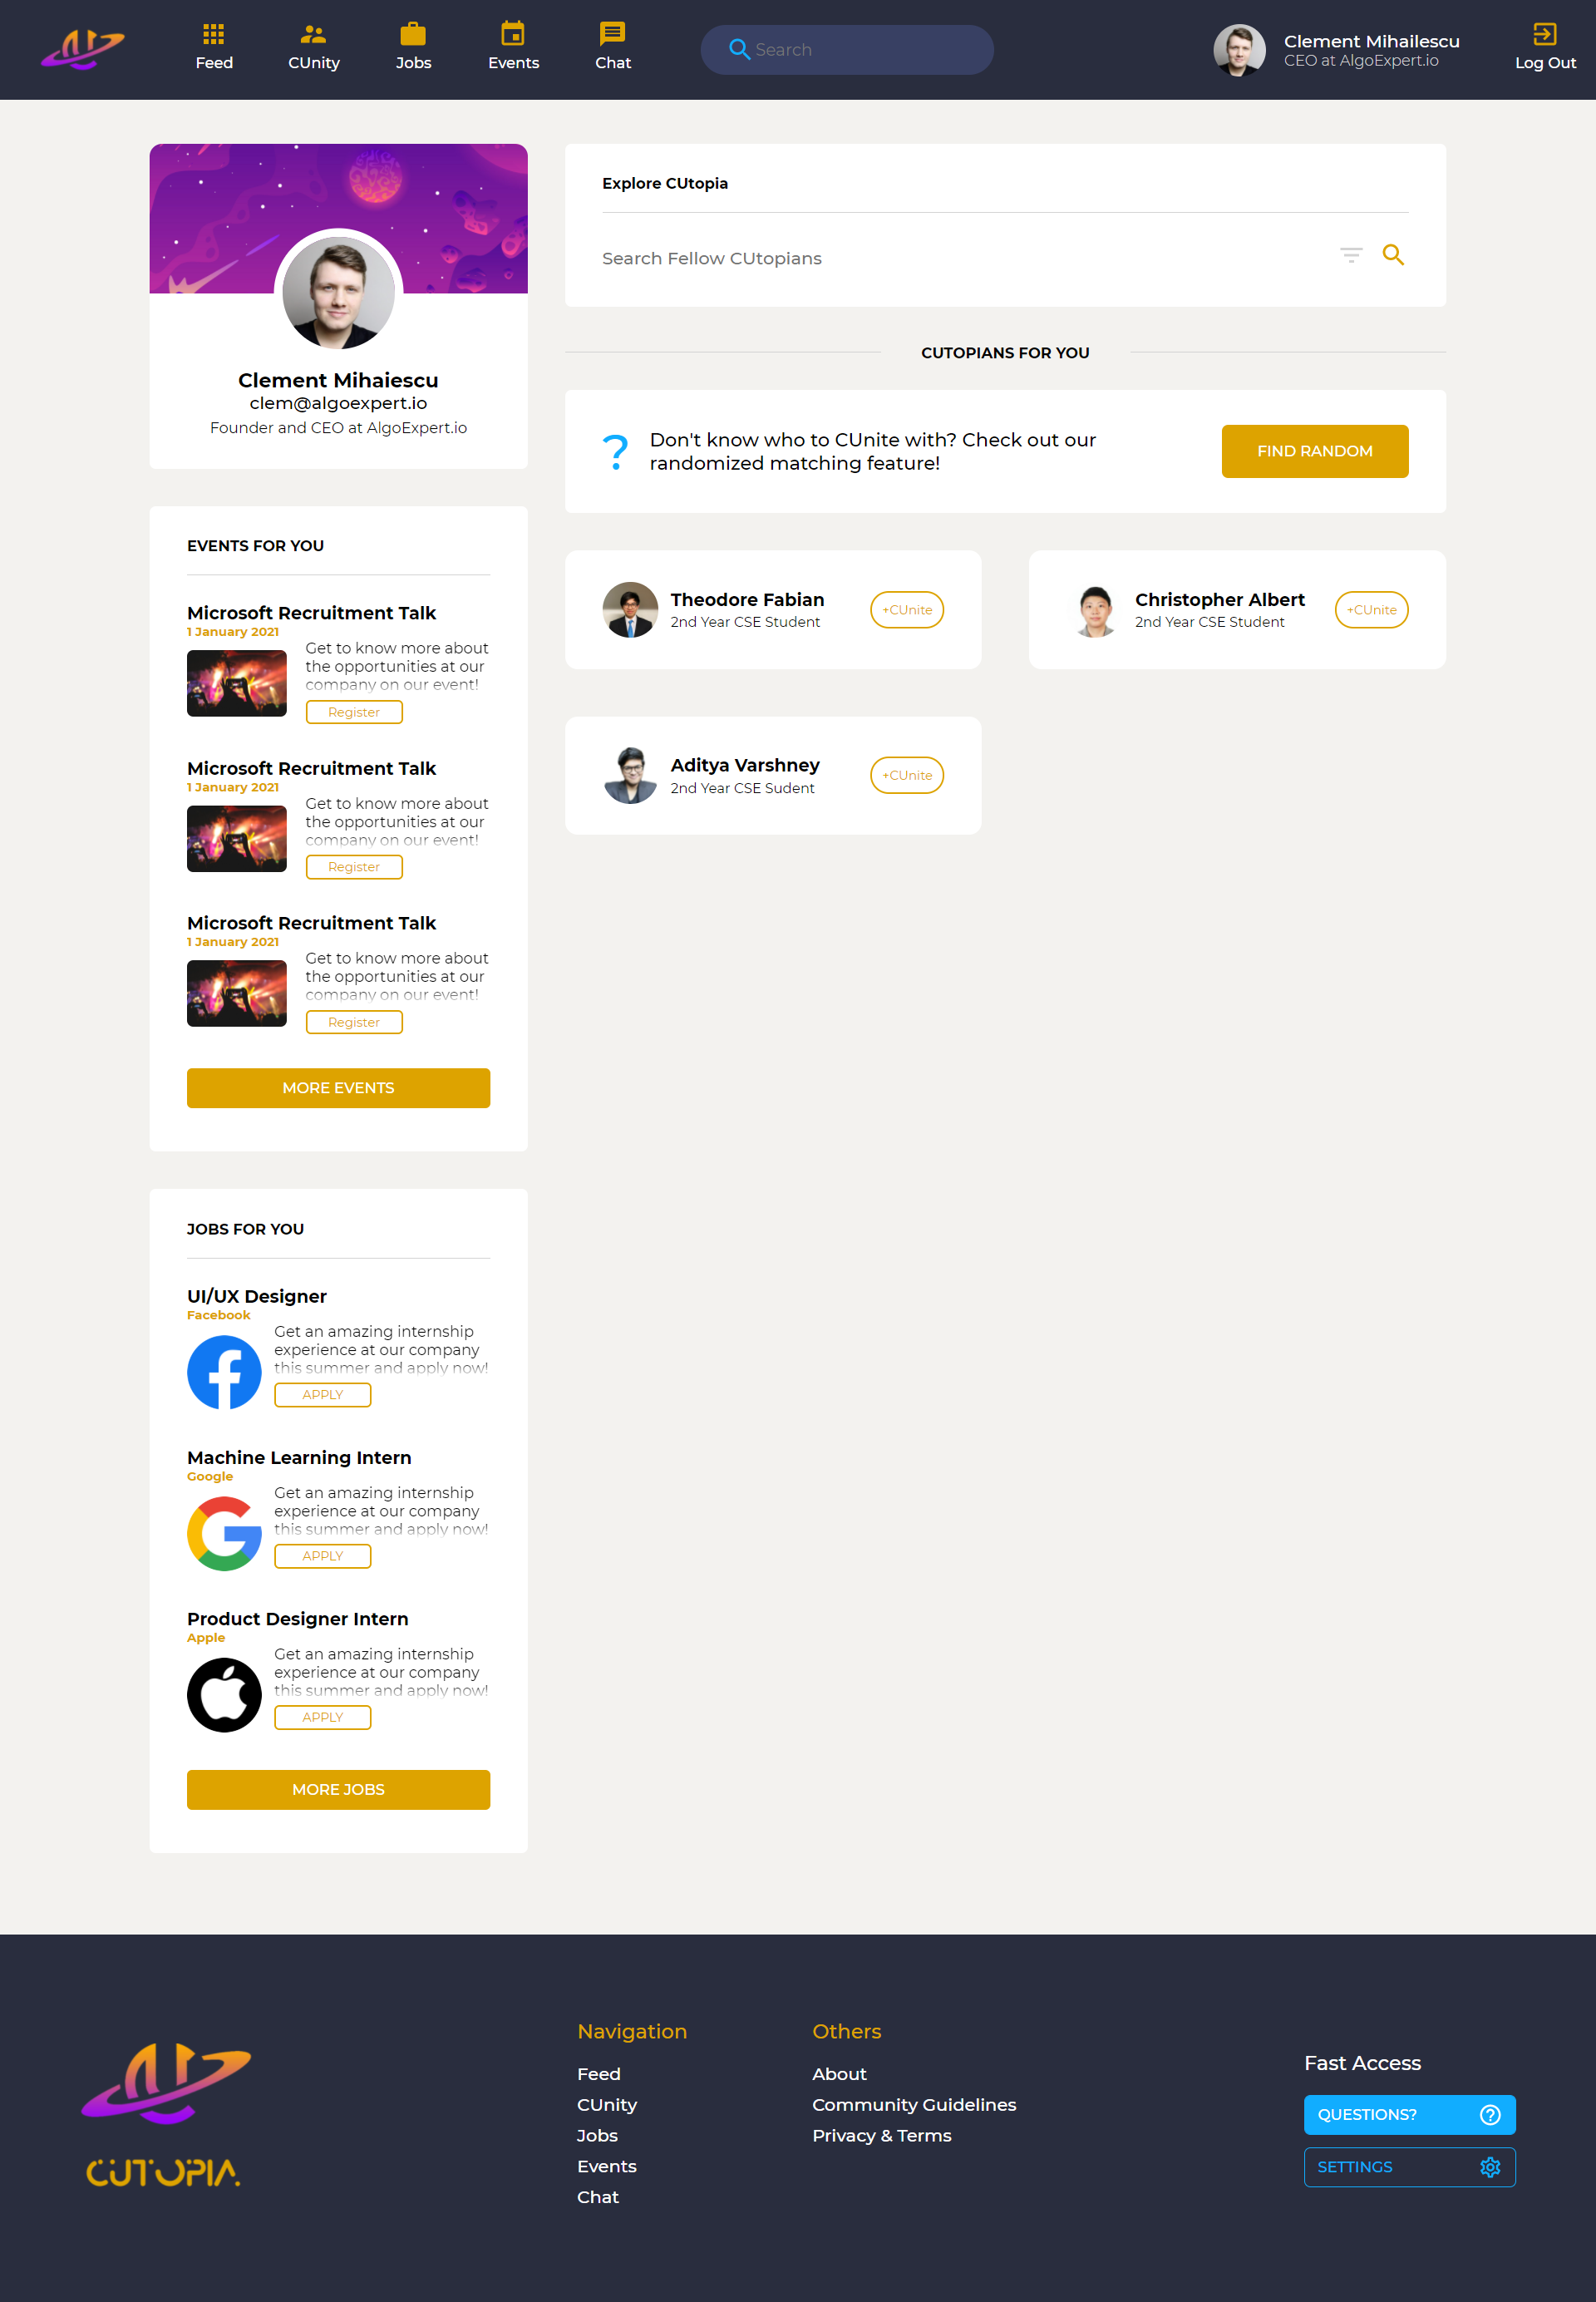 Feed
CUnity
Jobs
Events
Chat
Search
Clement Mihailescu
CEO at AlgoExpert.io
Log Out
Clement Mihaiescu
clem@algoexpert.io
Founder and CEO at AlgoExpert.io
EVENTS FOR YOU
Microsoft Recruitment Talk
1 January 2021
Get to know more about
the opportunities at our
company on our event!
Register
Microsoft Recruitment Talk
1 January 2021
Get to know more about
the opportunities at our
company on our event!
Register
Microsoft Recruitment Talk
1 January 2021
Get to know more about
the opportunities at our
company on our event!
Register
MORE EVENTS
JOBS FOR YOU
UI/UX Designer
Facebook
Get an amazing internship
experience at our company
this summer and apply now!
APPLY
Machine Learning Intern
Google
Get an amazing internship
experience at our company
this summer and apply now!
APPLY
Product Designer Intern
Apple
Get an amazing internship
experience at our company
this summer and apply now!
APPLY
MORE JOBS
Explore CUtopia
Search Fellow CUtopians
CUTOPIANS FOR YOU
?
Don't know who to CUnite with? Check out our
randomized matching feature!
FIND RANDOM
Theodore Fabian
2nd Year CSE Student
+CUnite
Christopher Albert
2nd Year CSE Student
+CUnite
Aditya Varshney
2nd Year CSE Sudent
+CUnite
CUTOPIA
Navigation
Feed
CUnity
Jobs
Events
Chat
Others
About
Community Guidelines
Privacy & Terms
Fast Access
QUESTIONS?
SETTINGS